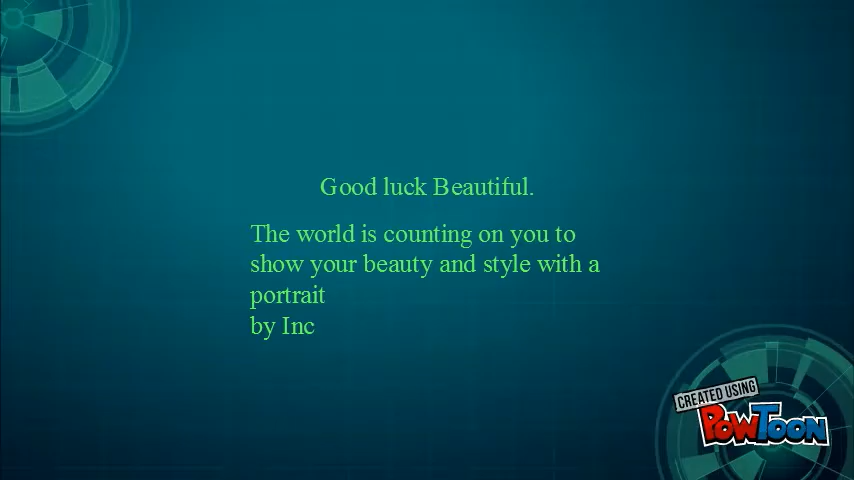 Good luck Beautiful.
The world is counting on you to
show your beauty and style with a
portrait
by Inc
CREATED USING
POWTOON